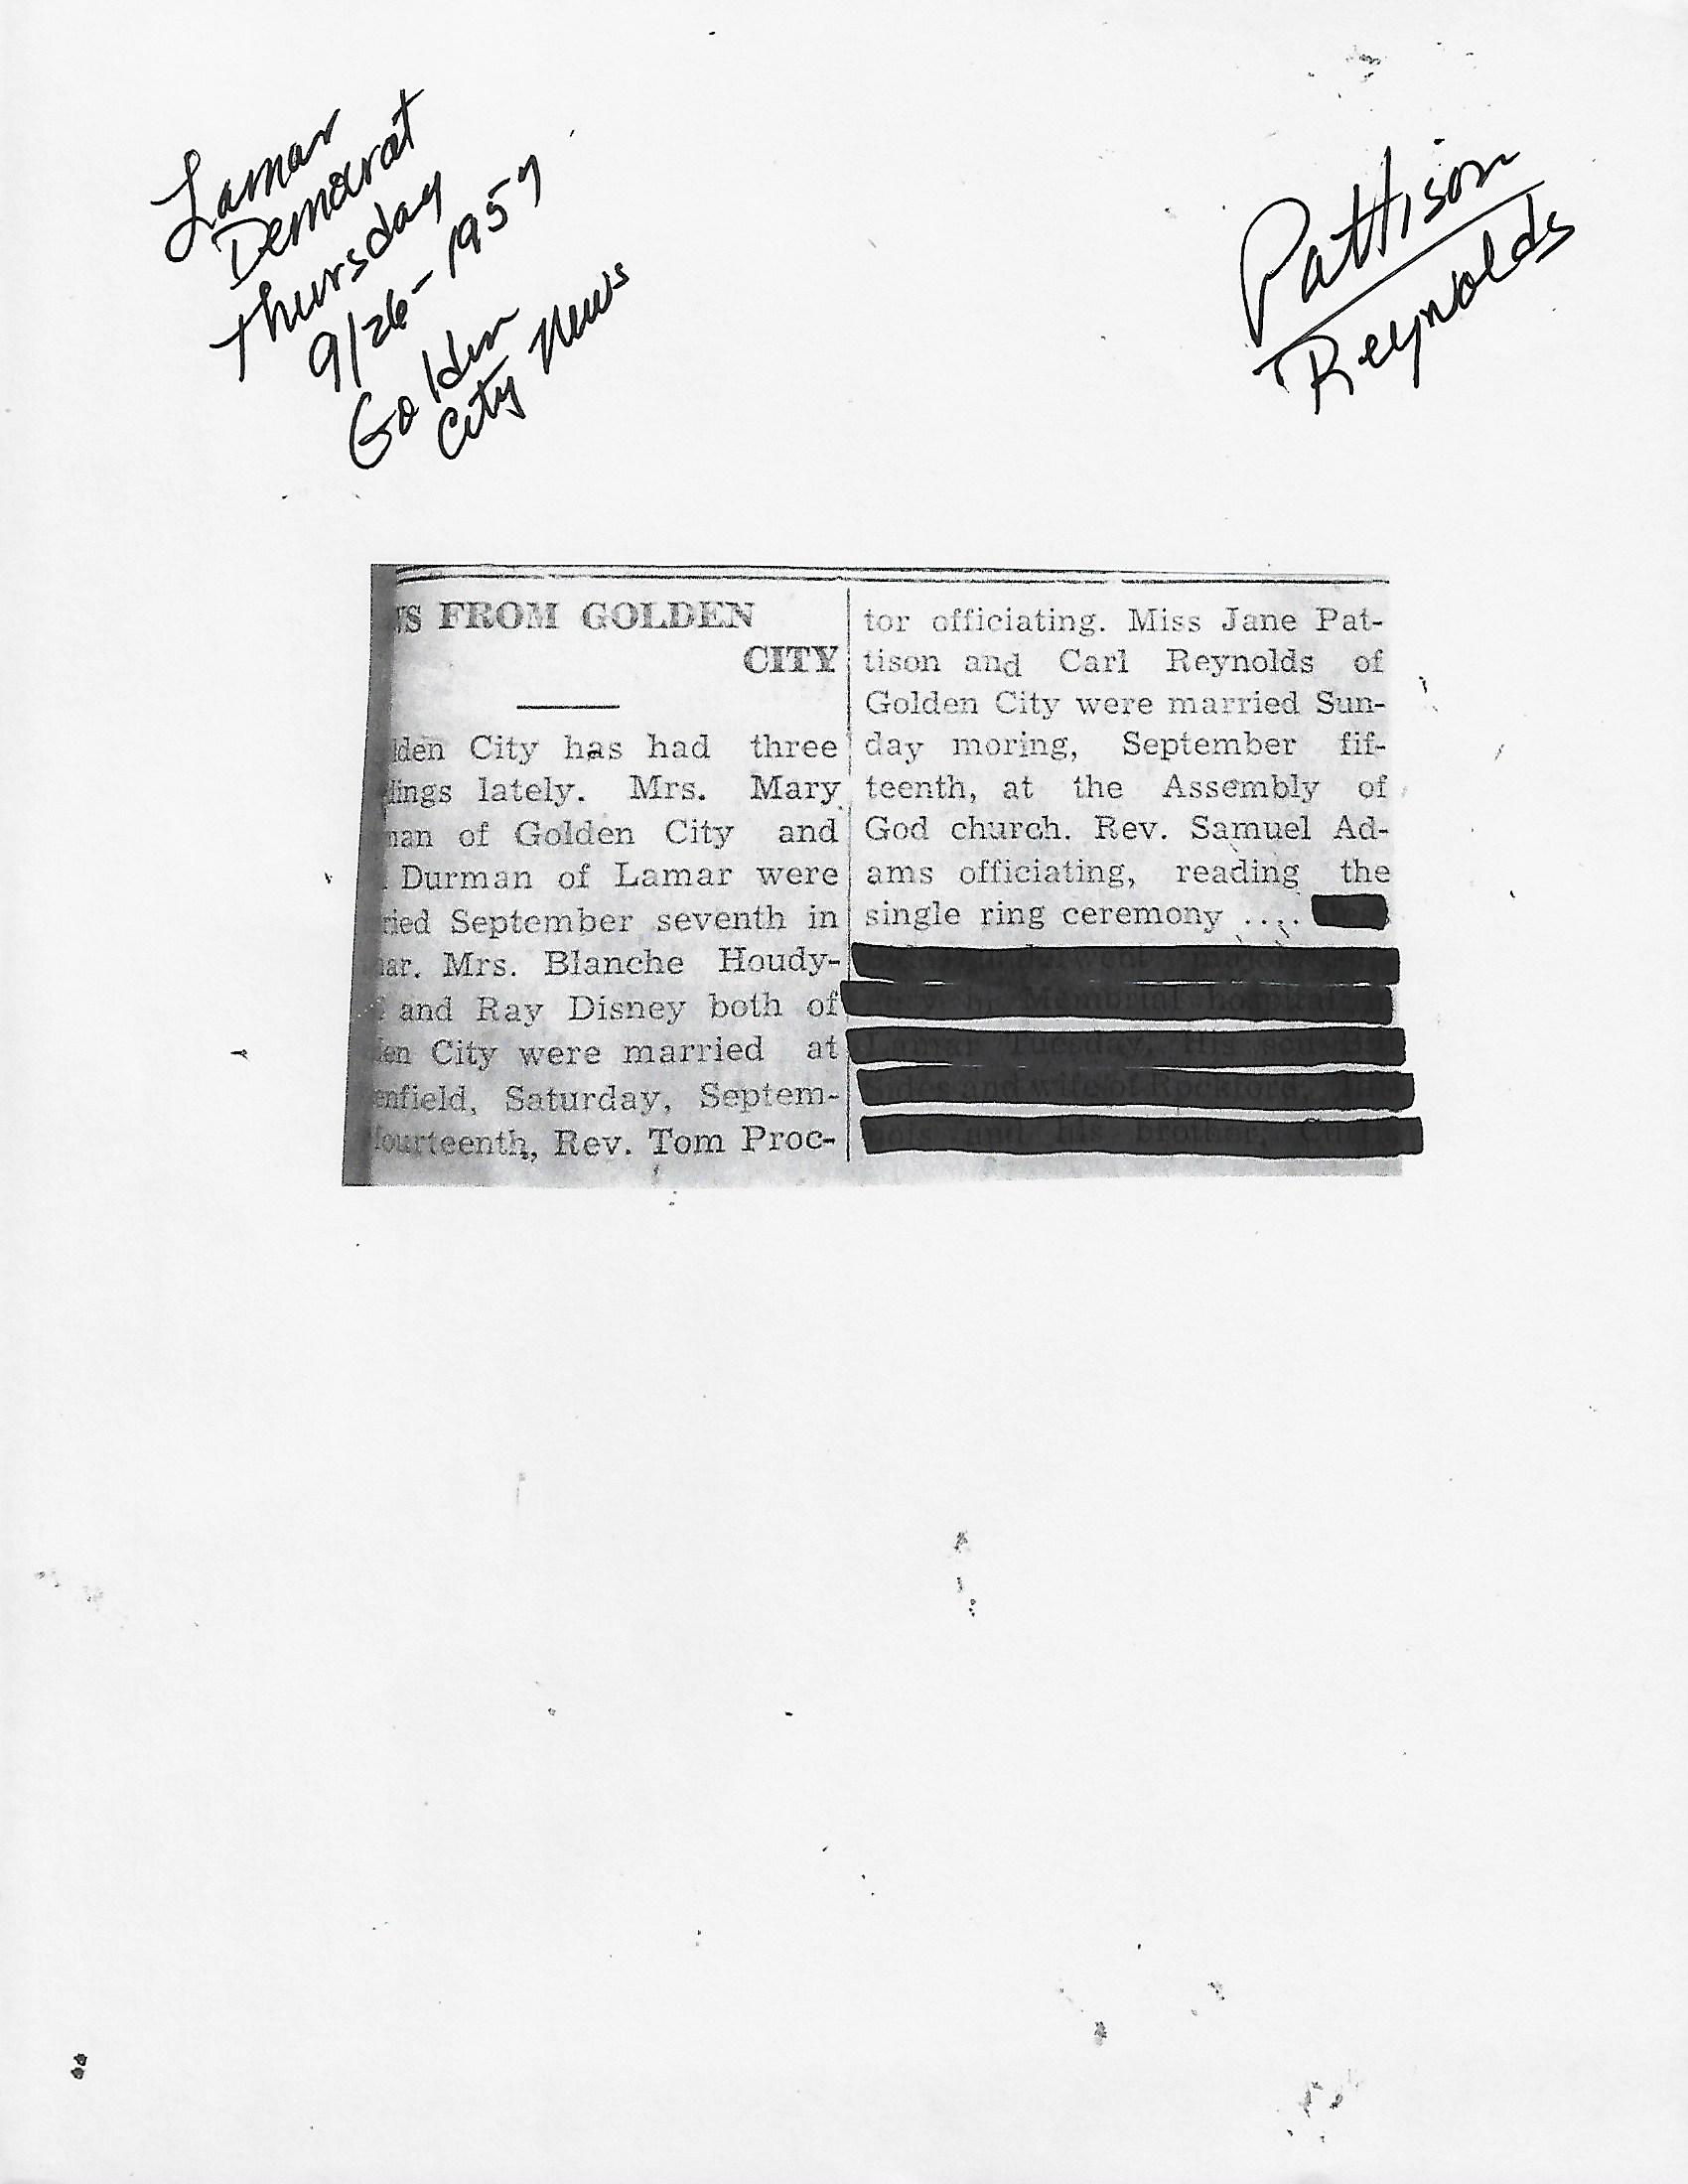 Lamar
Democrat
Thursday
9/26-1957
Golden
City News
Pattison
Reynolds
WS FROM GOLDEN
CITY
lden City has had three
dings lately. Mrs. Mary
man of Golden City and
Durman of Lamar were
ried September seventh in
mar. Mrs. Blanche Houdy-
and Ray Disney both of
den City were married at
enfield, Saturday, Septem-
fourteenth, Rev. Tom Proc-
tor officiating. Miss Jane Pat-
tison and Carl Reynolds of
Golden City were married Sun-
day moring, September fif-
teenth, at the Assembly of
God church. Rev. Samuel Ad-
ams officiating, reading the
single ring ceremony ....